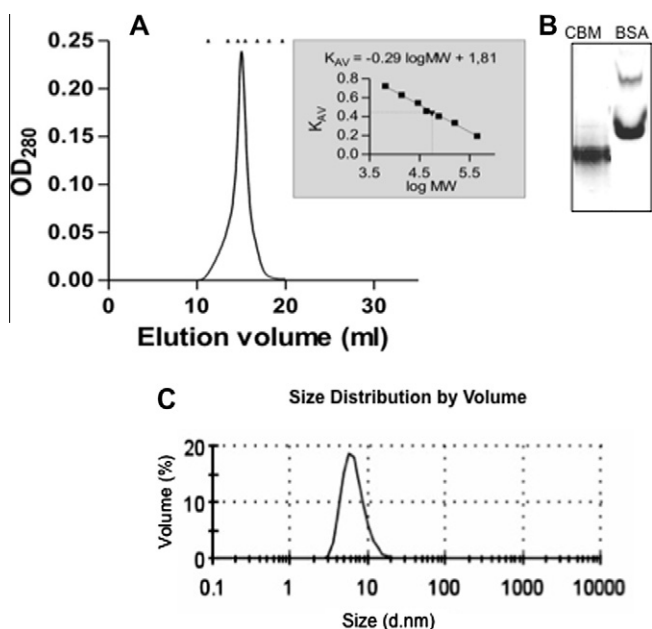 A
0.25
0.20
0.15
0.10
0.05
0.00
OD280
0 10 20 30
Elution volume (ml)
KAV = -0.29 logMW + 1,81
0.8
0.6
0.4
0.2
0.0
KAV
3.5 4.5 5.5
log MW
B
CBM BSA
C
Size Distribution by Volume
20
10
0
Volume (%)
0.1 1 10 100 1000 10000
Size (d.nm)